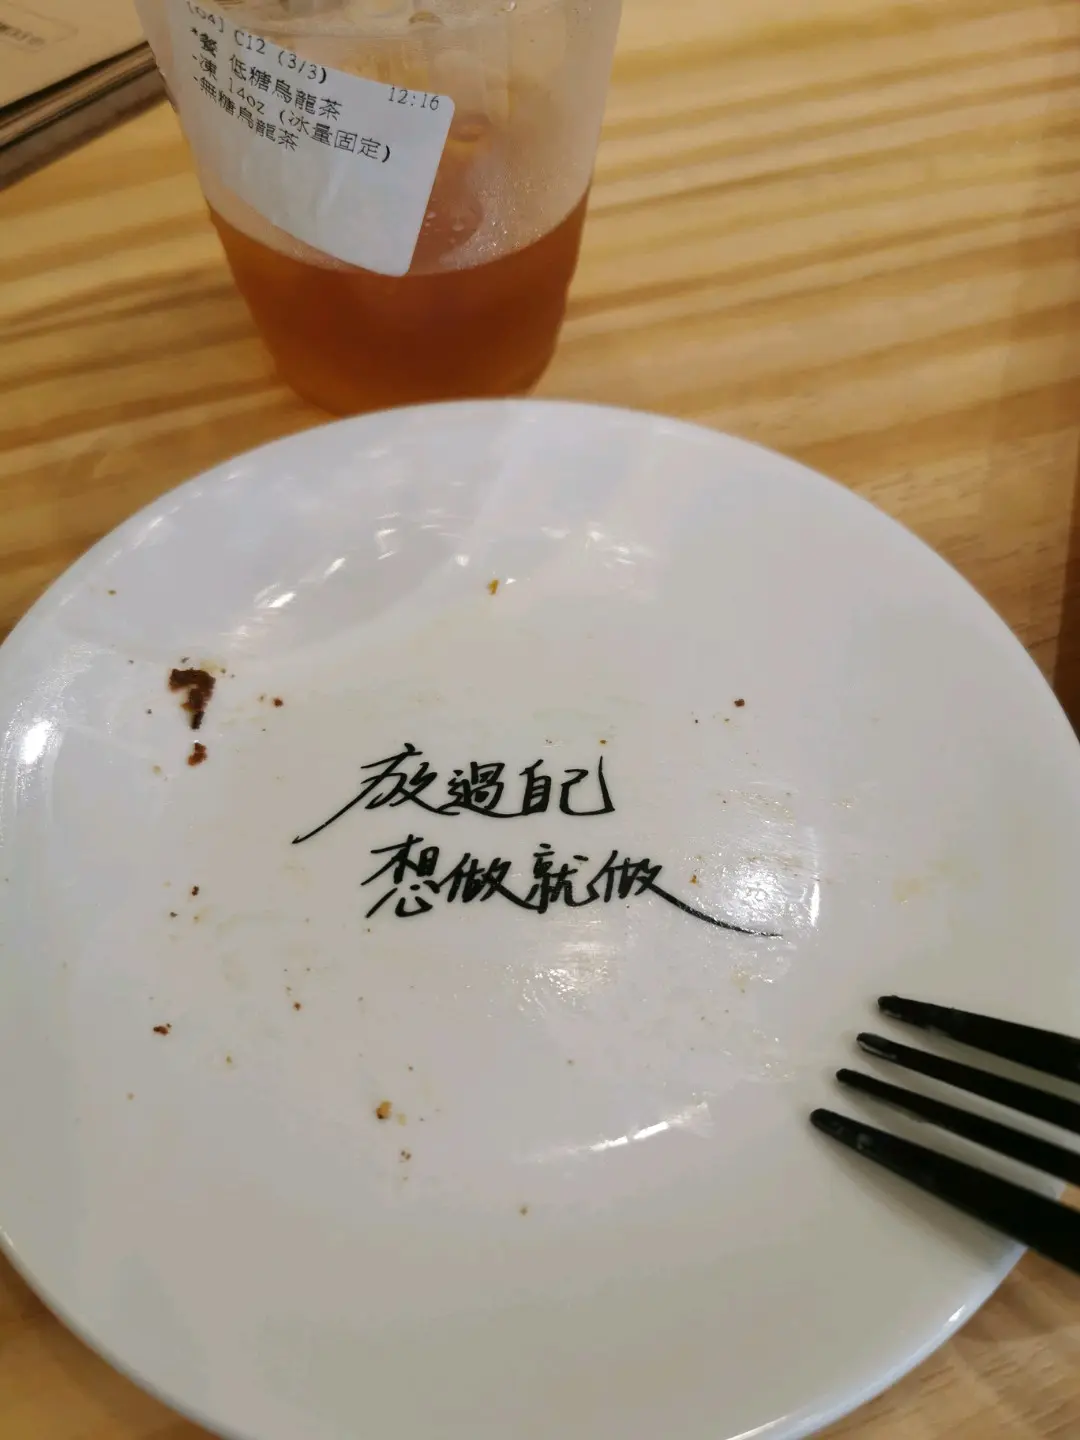 C12 (3/3)
*餐 低糖烏龍茶
12:16
-凍 14oz (冰量固定)
-無糖烏龍茶
放過自己
想做就做